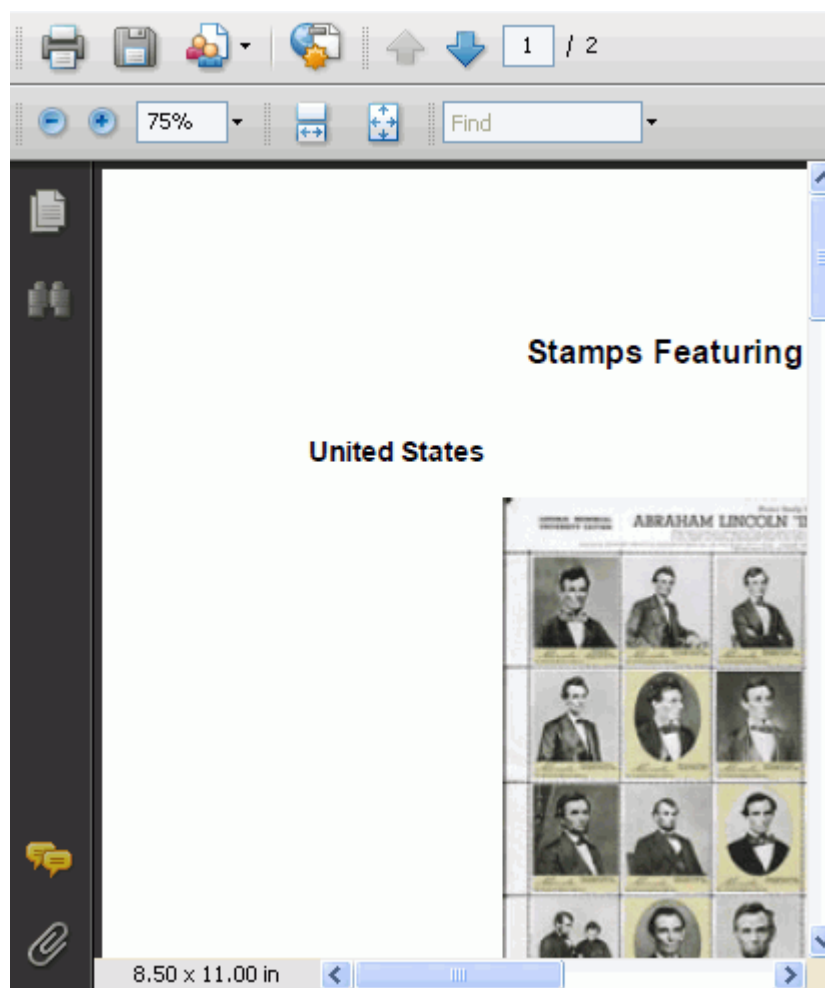 1 / 2
75% Find
Stamps Featuring
United States
ABRAHAM LINCOLN
8.50 x 11.00 in